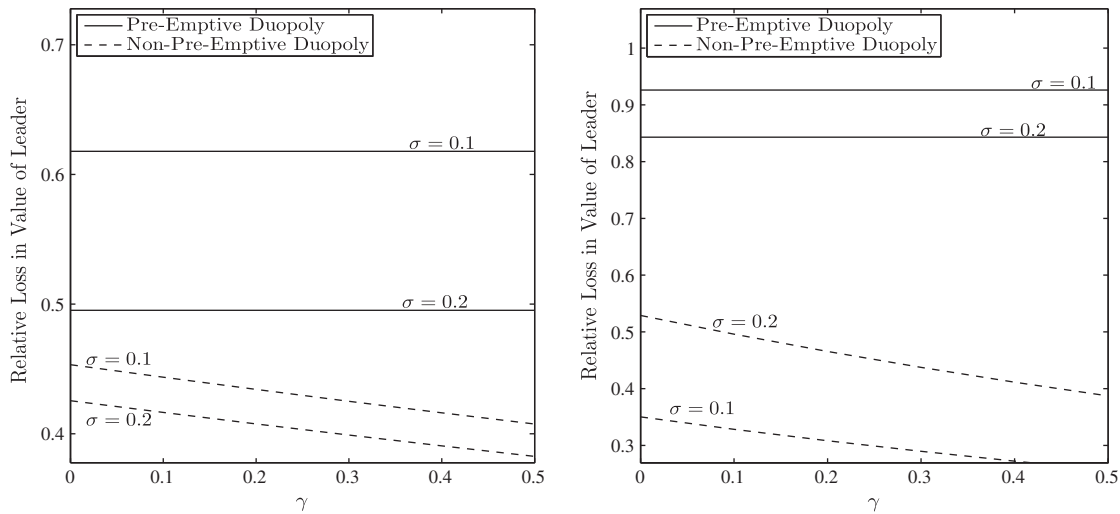 Pre-Emptive Duopoly
Non-Pre-Emptive Duopoly
Relative Loss in Value of Leader
0.7
0.6
0.5
0.4
σ = 0.1
σ = 0.2
σ = 0.1
σ = 0.2
0
0.1
0.2
0.3
0.4
0.5
γ
Pre-Emptive Duopoly
Non-Pre-Emptive Duopoly
Relative Loss in Value of Leader
1
0.9
0.8
0.7
0.6
0.5
0.4
0.3
σ = 0.1
σ = 0.2
σ = 0.2
σ = 0.1
0
0.1
0.2
0.3
0.4
0.5
γ